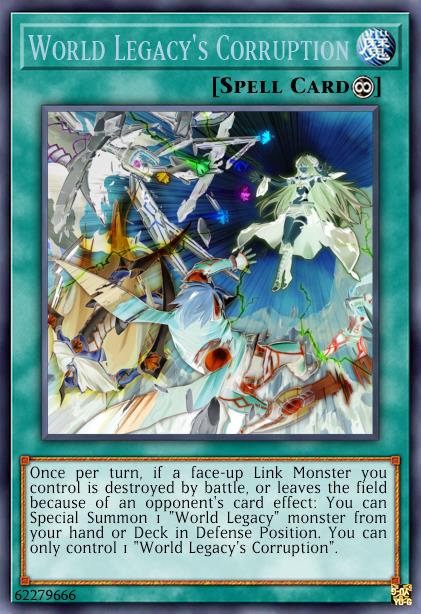 World Legacy's Corruption
魔
[Spell Card∞]
Once per turn, if a face-up Link Monster you
control is destroyed by battle, or leaves the field
because of an opponent's card effect: You can
Special Summon 1 "World Legacy" monster from
your hand or Deck in Defense Position. You can
only control 1 "World Legacy's Corruption".
62279666